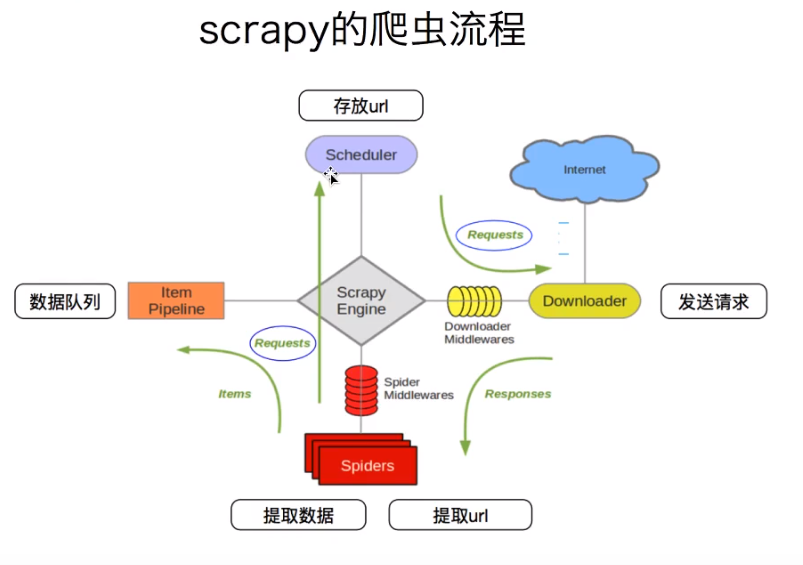 scrapy的爬虫流程
存放url
Scheduler
Internet
Requests
数据队列
Item
Pipeline
Scrapy
Engine
Downloader
发送请求
Downloader
Middlewares
Requests
Spider
Middlewares
Items
Responses
Spiders
提取数据
提取url